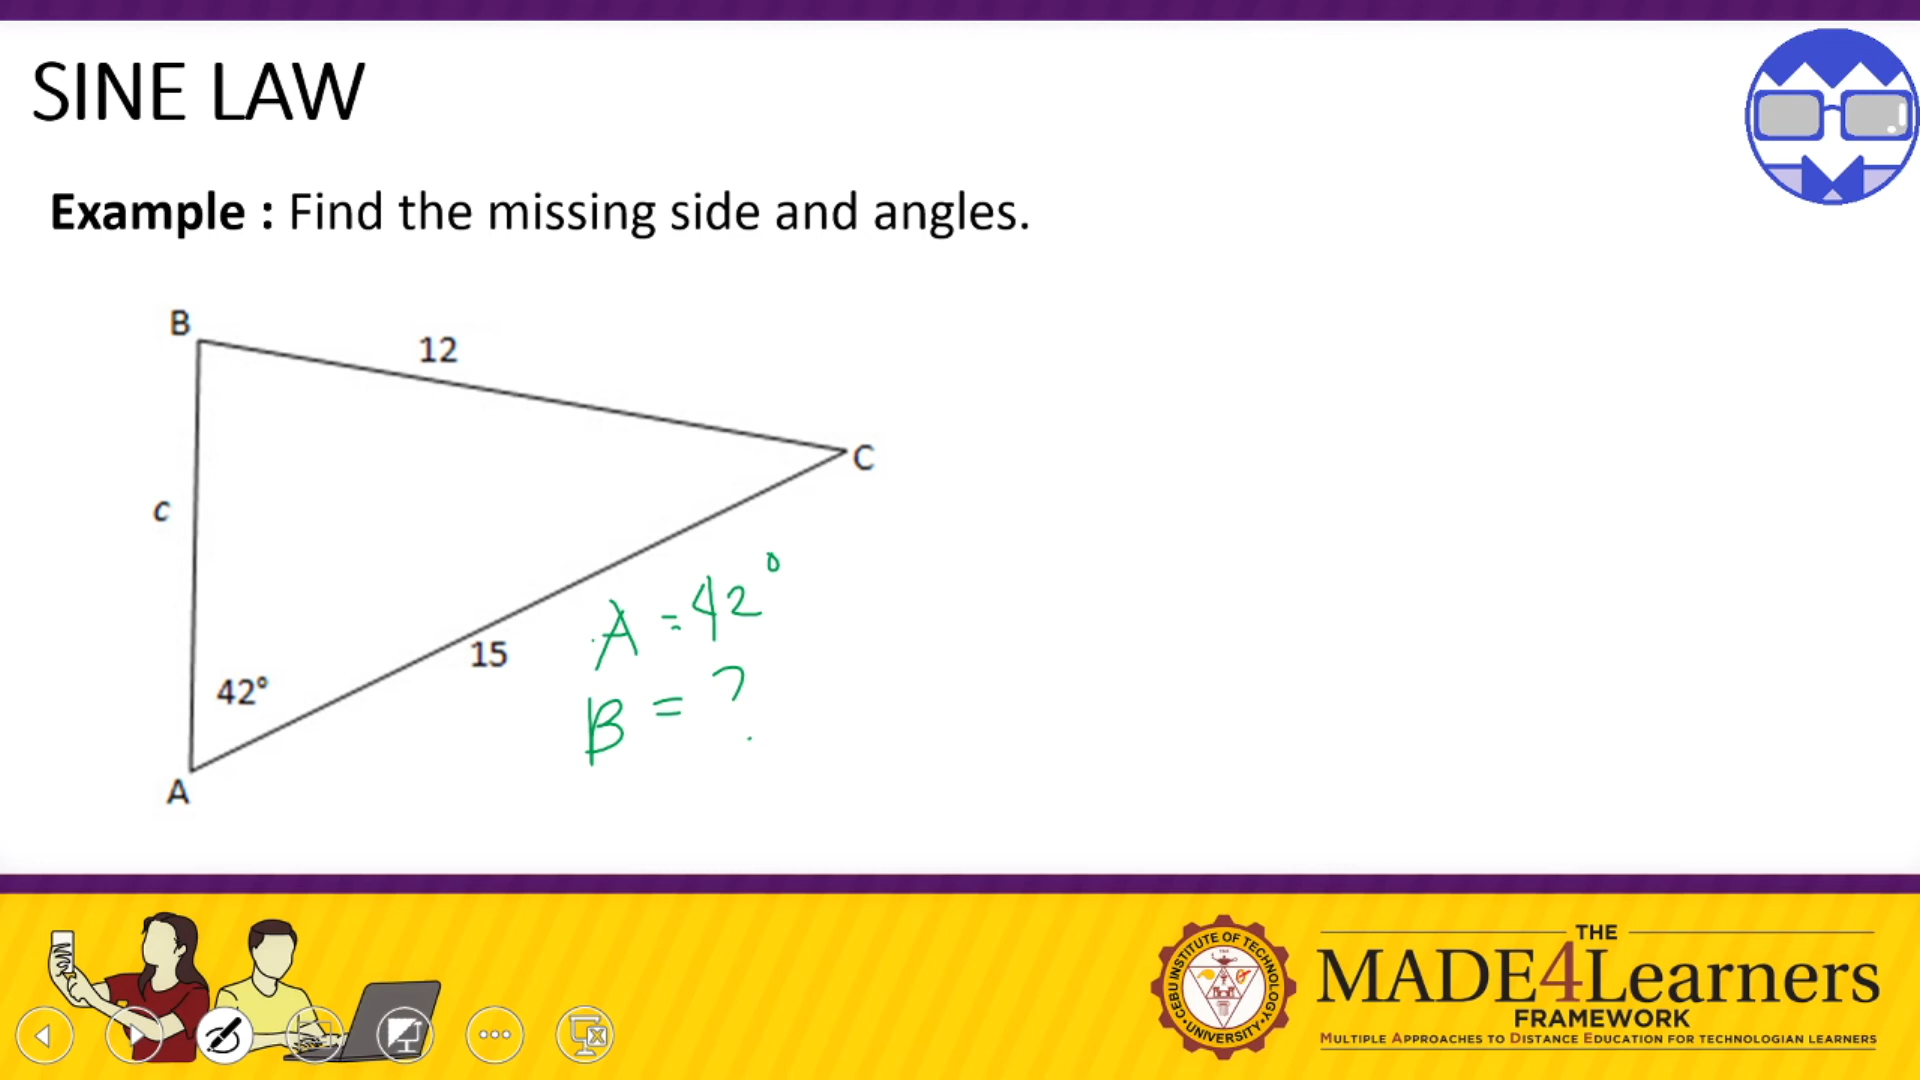 SINE LAW
Example : Find the missing side and angles.
B
12
C
c
A = 42°
15
42°
B = ?
A
CEBU INSTITUTE OF TECHNOLOGY
UNIVERSITY
THE
MADE4Learners
FRAMEWORK
MULTIPLE APPROACHES TO DISTANCE EDUCATION FOR TECHNOLOGIAN LEARNERS